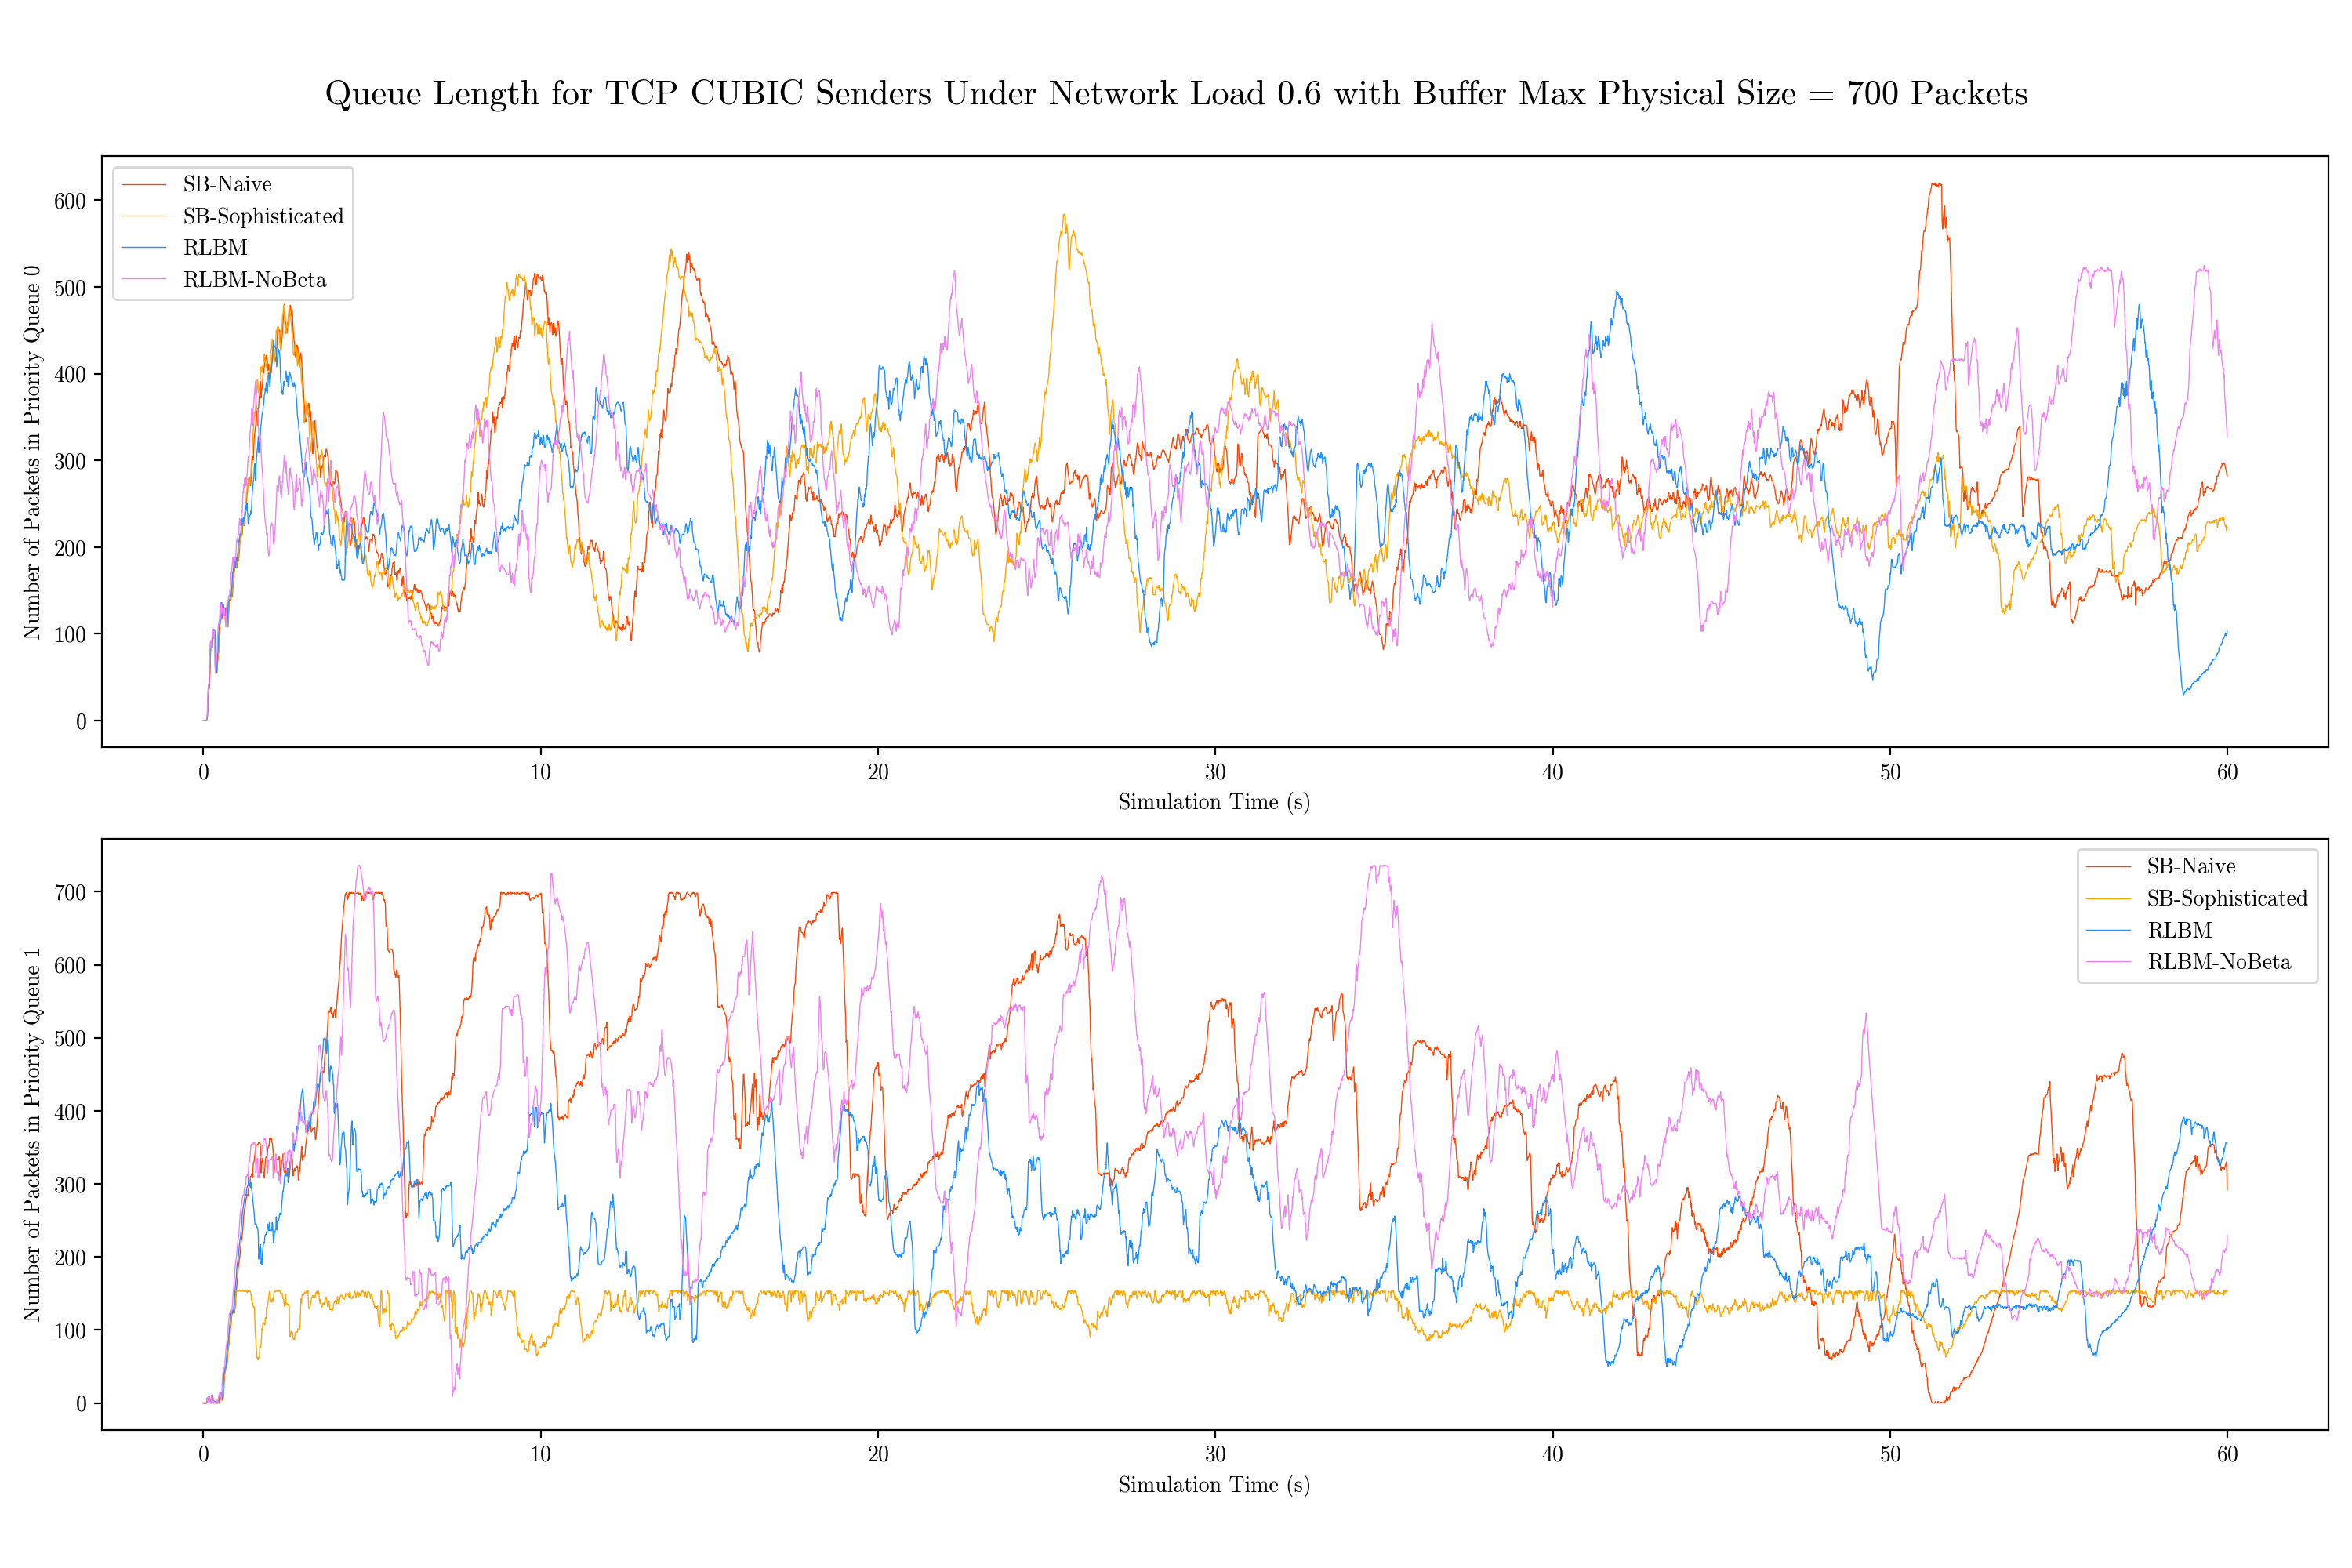 Queue Length for TCP CUBIC Senders Under Network Load 0.6 with Buffer Max Physical Size = 700 Packets
SB-Naive
SB-Sophisticated
RLBM
RLBM-NoBeta
Number of Packets in Priority Queue 0
600
500
400
300
200
100
0
0 10 20 30 40 50 60
Simulation Time (s)
SB-Naive
SB-Sophisticated
RLBM
RLBM-NoBeta
Number of Packets in Priority Queue 1
700
600
500
400
300
200
100
0
0 10 20 30 40 50 60
Simulation Time (s)